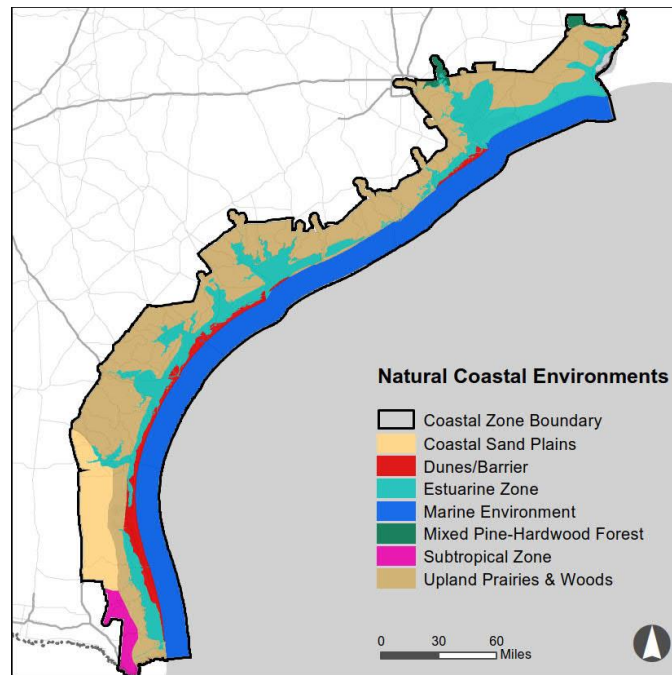 Natural Coastal Environments
Coastal Zone Boundary
Coastal Sand Plains
Dunes/Barrier
Estuarine Zone
Marine Environment
Mixed Pine-Hardwood Forest
Subtropical Zone
Upland Prairies & Woods
0 30 60
Miles